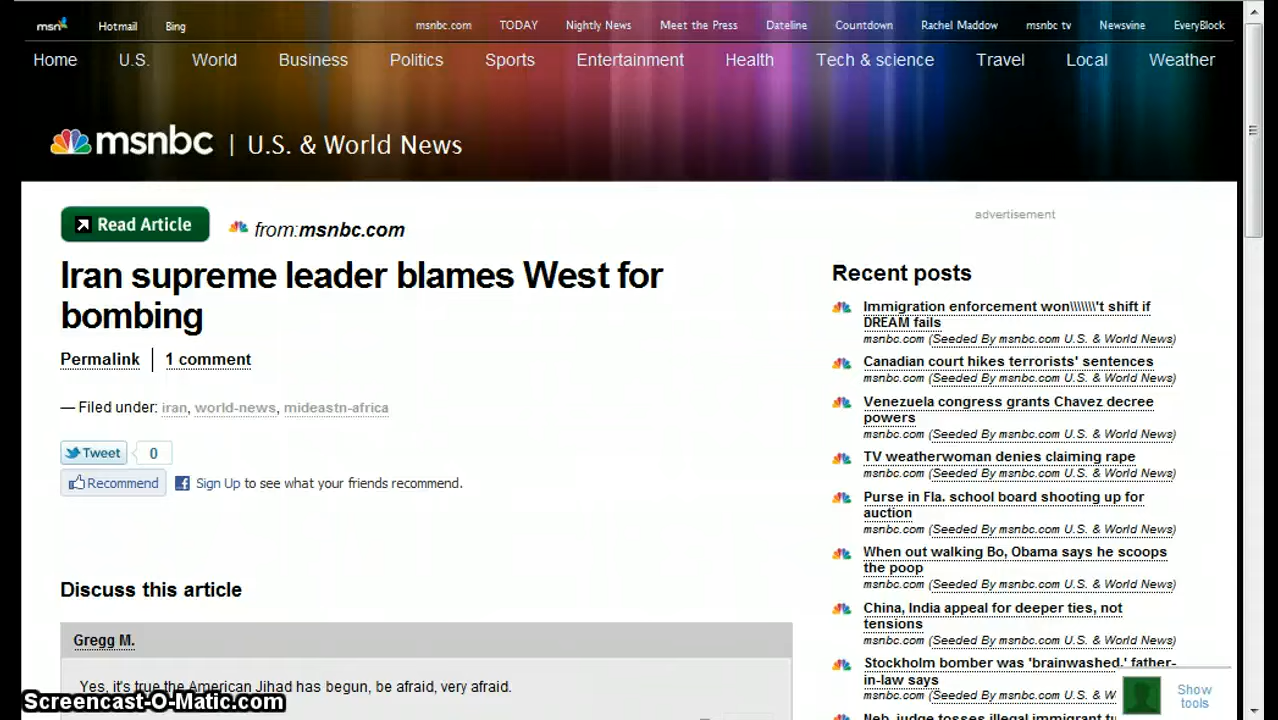 msn Hotmail Bing msnbc.com TODAY Nightly News Meet the Press Dateline Countdown Rachel Maddow msnbc tv Newsvine EveryBlock
Home U.S. World Business Politics Sports Entertainment Health Tech & science Travel Local Weather
msnbc | U.S. & World News
Read Article from:msnbc.com
Iran supreme leader blames West for
bombing
Permalink | 1 comment
— Filed under: iran, world-news, mideastn-africa
Tweet 0
Recommend Sign Up to see what your friends recommend.
Discuss this article
Gregg M.
Yes, it's true the American Jihad has begun, be afraid, very afraid.
advertisement
Recent posts
Immigration enforcement won\\\\\\\'t shift if
DREAM fails
msnbc.com (Seeded By msnbc.com U.S. & World News)
Canadian court hikes terrorists' sentences
msnbc.com (Seeded By msnbc.com U.S. & World News)
Venezuela congress grants Chavez decree
powers
msnbc.com (Seeded By msnbc.com U.S. & World News)
TV weatherwoman denies claiming rape
msnbc.com (Seeded By msnbc.com U.S. & World News)
Purse in Fla. school board shooting up for
auction
msnbc.com (Seeded By msnbc.com U.S. & World News)
When out walking Bo, Obama says he scoops
the poop
msnbc.com (Seeded By msnbc.com U.S. & World News)
China, India appeal for deeper ties, not
tensions
msnbc.com (Seeded By msnbc.com U.S. & World News)
Stockholm bomber was 'brainwashed,' father-
in-law says
msnbc.com (Seeded By msnbc.com U.S. & W
Neb. judge tosses illegal immigrant
Show
tools
Screencast-O-Matic.com